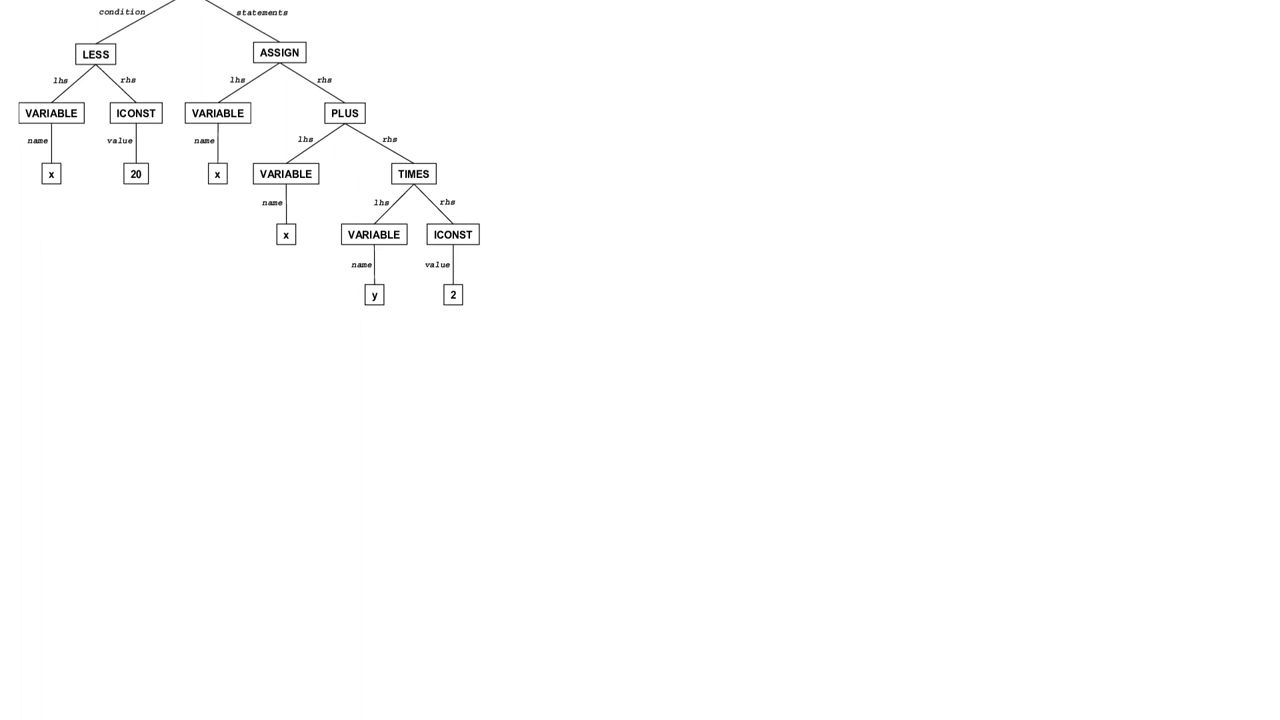 condition statements
LESS ASSIGN
lhs rhs lhs rhs
VARIABLE ICONST VARIABLE PLUS
name value name lhs rhs
x 20 x VARIABLE TIMES
name lhs rhs
x VARIABLE ICONST
name value
y 2